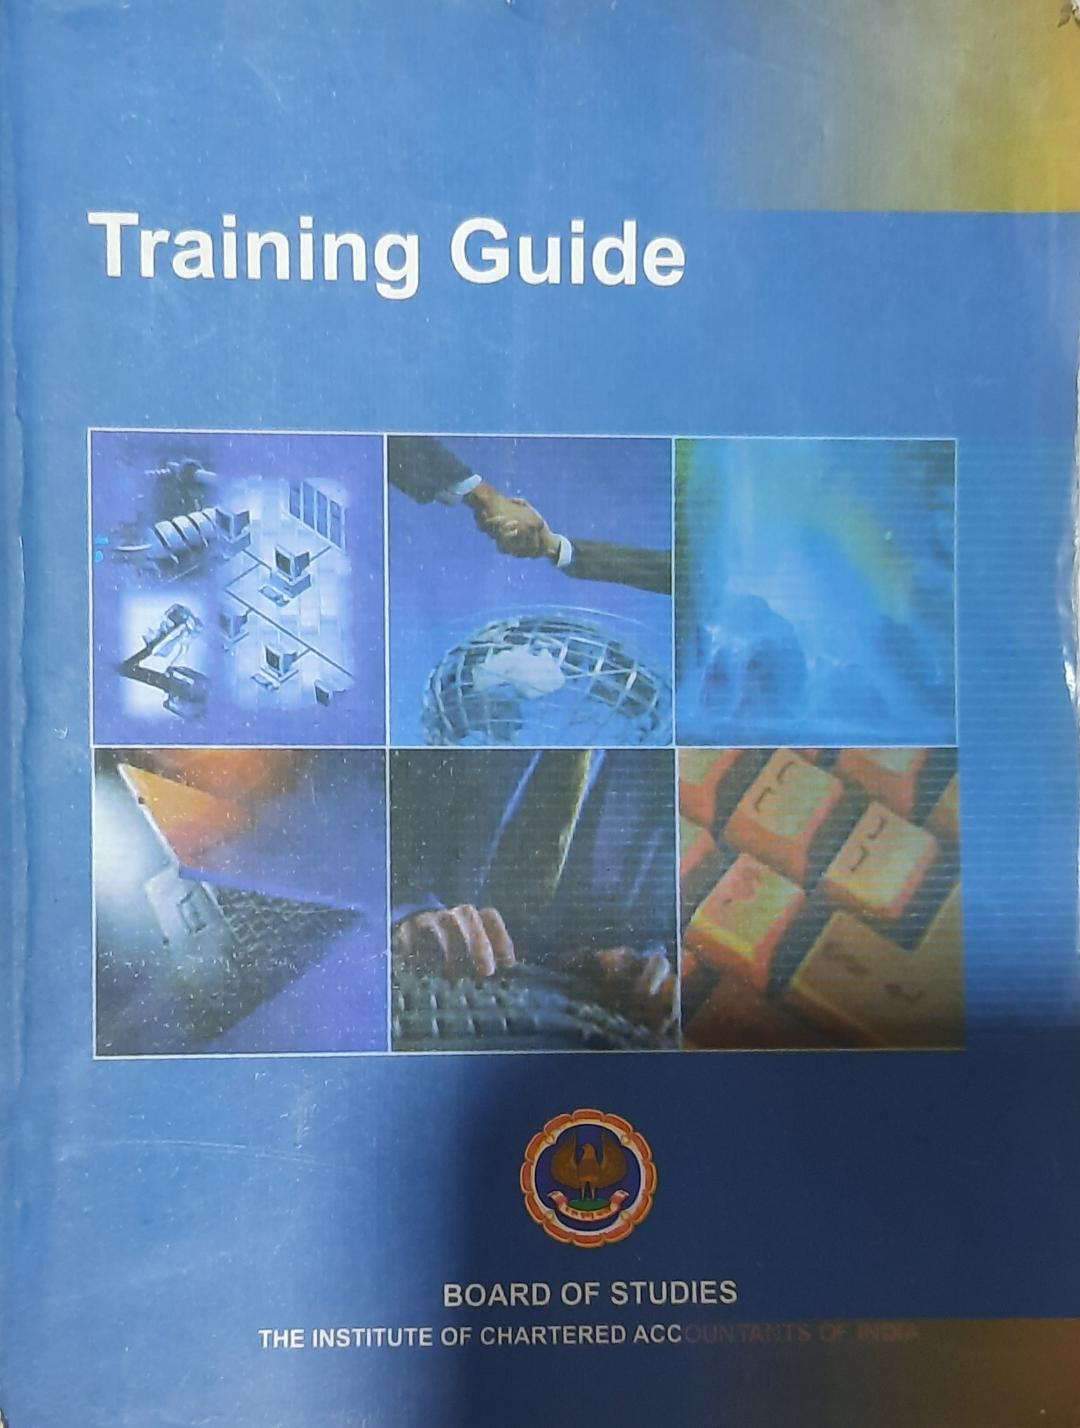 Training Guide
BOARD OF STUDIES
THE INSTITUTE OF CHARTERED ACCOUNTANTS OF INDIA